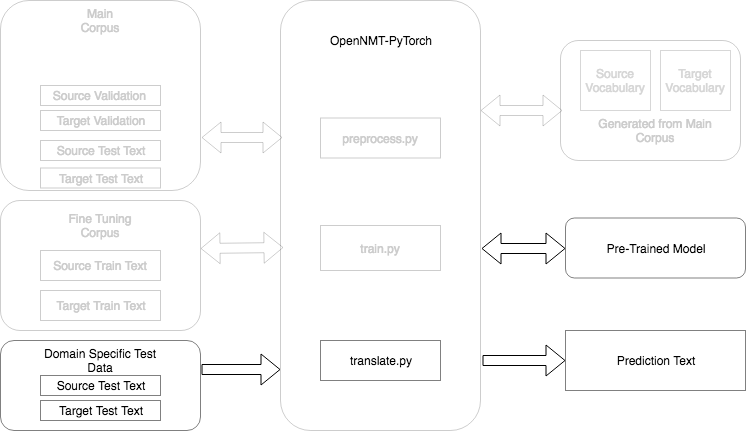 Main
Corpus
Source Validation
Target Validation
Source Test Text
Target Test Text
Fine Tuning
Corpus
Source Train Text
Target Train Text
Domain Specific Test
Data
Source Test Text
Target Test Text
OpenNMT-PyTorch
preprocess.py
train.py
translate.py
Source
Vocabulary
Target
Vocabulary
Generated from Main
Corpus
Pre-Trained Model
Prediction Text